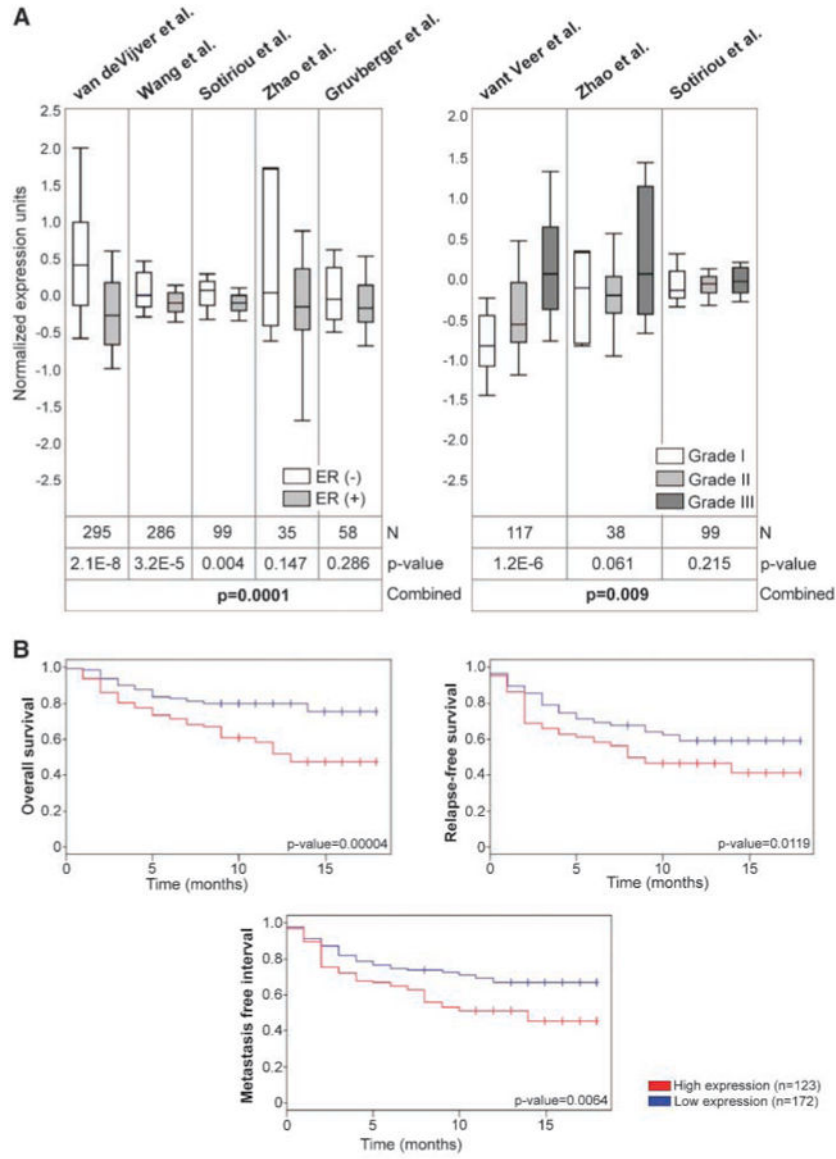 A
van deVijver et al.
Wang et al.
Sotiriou et al.
Zhao et al.
Gruvberger et al.
vant Veer et al.
Zhao et al.
Sotiriou et al.
Normalized expression units
2.5
2.0
1.5
1.0
0.5
0.0
-0.5
-1.0
-1.5
-2.0
-2.5
ER (-)
ER (+)
295 286 99 35 58 N
2.1E-8 3.2E-5 0.004 0.147 0.286 p-value
p=0.0001 Combined
2.0
1.5
1.0
0.5
0.0
-0.5
-1.0
-1.5
-2.0
-2.5
Grade I
Grade II
Grade III
117 38 99 N
1.2E-6 0.061 0.215 p-value
p=0.009 Combined
B
Overall survival
1.0
0.8
0.6
0.4
0.2
0
p-value=0.00004
0 5 10 15
Time (months)
Relapse-free survival
1.0
0.8
0.6
0.4
0.2
0
p-value=0.0119
0 5 10 15
Time (months)
Metastasis free interval
1.0
0.8
0.6
0.4
0.2
0
p-value=0.0064
0 5 10 15
Time (months)
High expression (n=123)
Low expression (n=172)